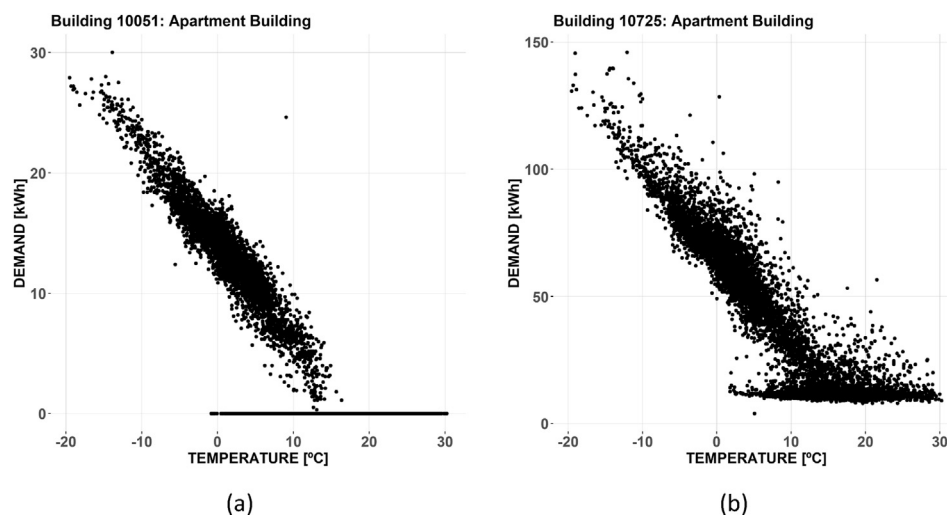 Building 10051: Apartment Building
30
20
10
0
DEMAND [kWh]
-20 -10 0 10 20 30
TEMPERATURE [ºC]
(a)
Building 10725: Apartment Building
150
100
50
0
DEMAND [kWh]
-20 -10 0 10 20 30
TEMPERATURE [ºC]
(b)